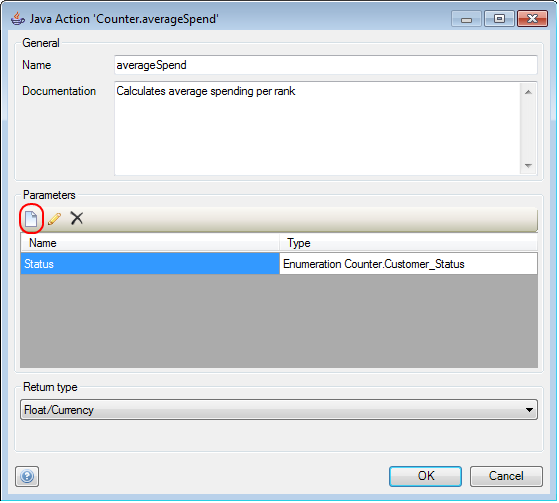 Java Action 'Counter.averageSpend'
General
Name averageSpend
Documentation Calculates average spending per rank
Parameters
Name Type
Status Enumeration Counter.Customer_Status
Return type
Float/Currency
OK Cancel